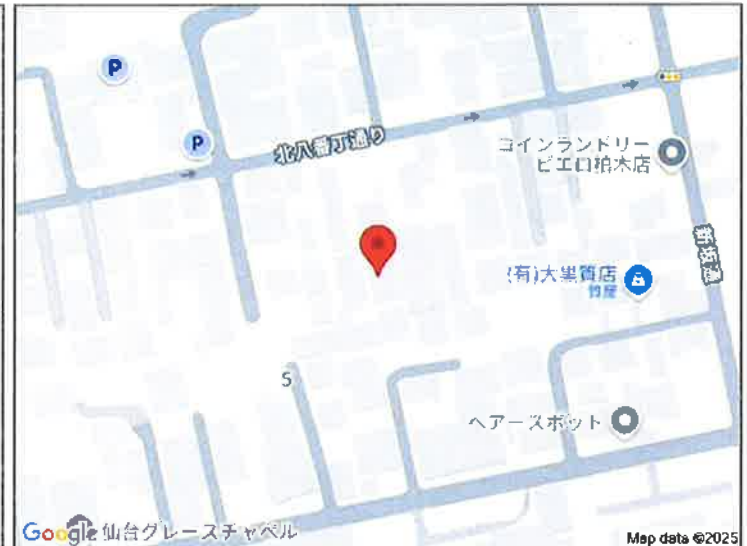 P
P
北八番丁通り
コインランドリー
ピエロ柏木店
新坂通
(有)大黒質店
質屋
5
ヘアースポット
Google
仙台グレースチャペル
Map data ©2025